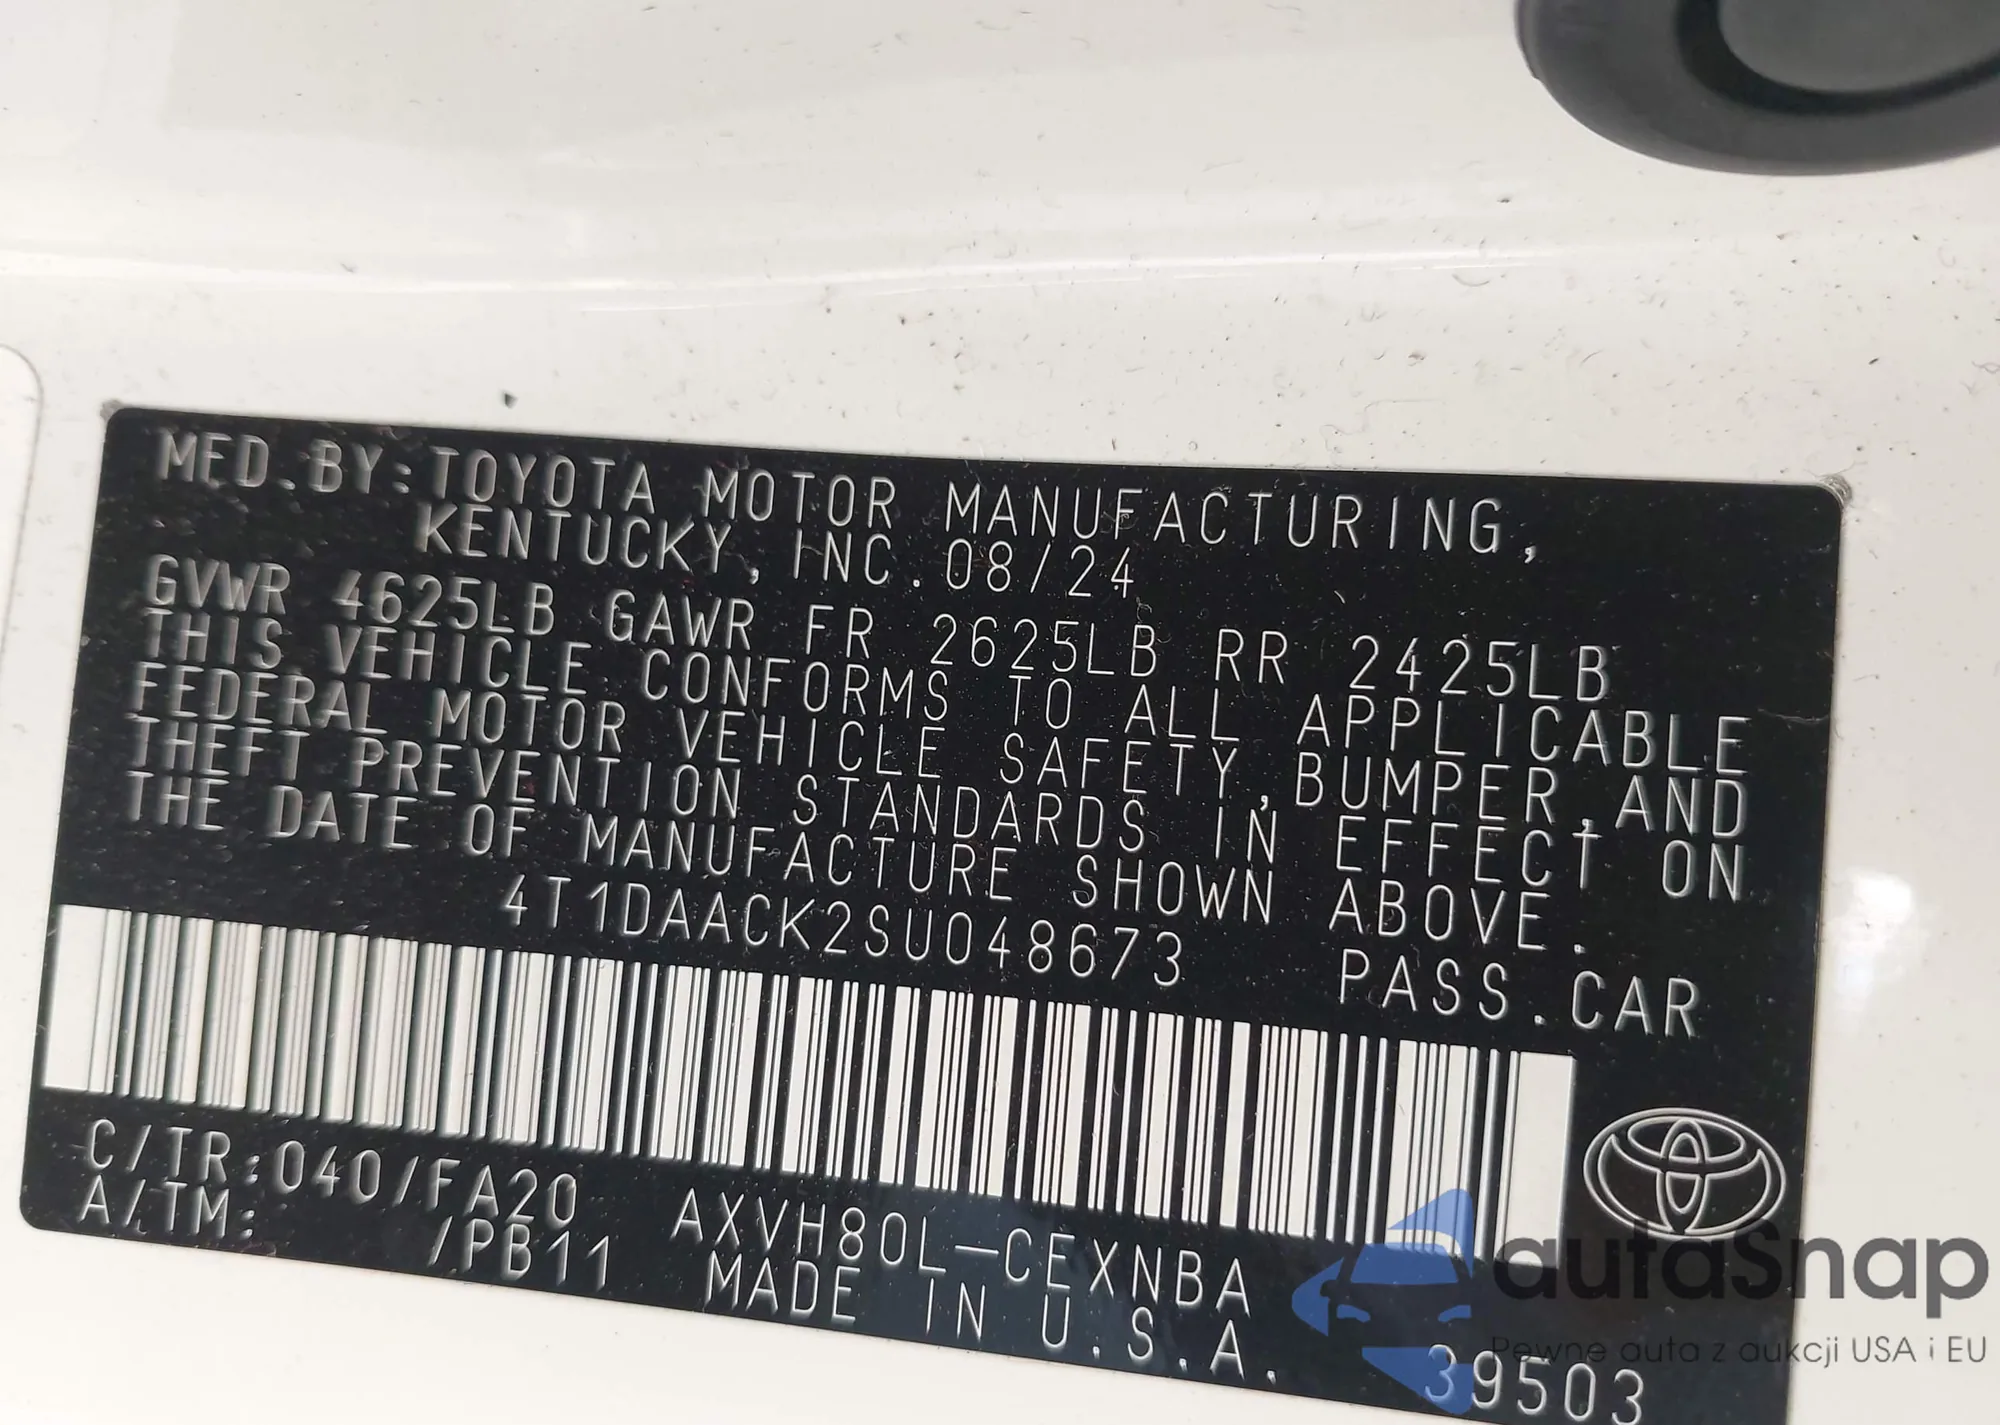 MFD.BY:TOYOTA MOTOR MANUFACTURING,
KENTUCKY, INC.08/24
GVWR 4625LB GAWR FR 2625LB RR 2425LB
THIS VEHICLE CONFORMS TO ALL APPLICABLE
FEDERAL MOTOR VEHICLE SAFETY,BUMPER,AND
THEFT PREVENTION STANDARDS IN EFFECT ON
THE DATE OF MANUFACTURE SHOWN ABOVE.
4T1DAACK2SU048673 PASS.CAR
C/TR:040/FA20 AXVH80L-CEXNBA
A/TM: /PB11 MADE IN U.S.A. 39503
autaSnap
Pewne auta z aukcji USA i EU